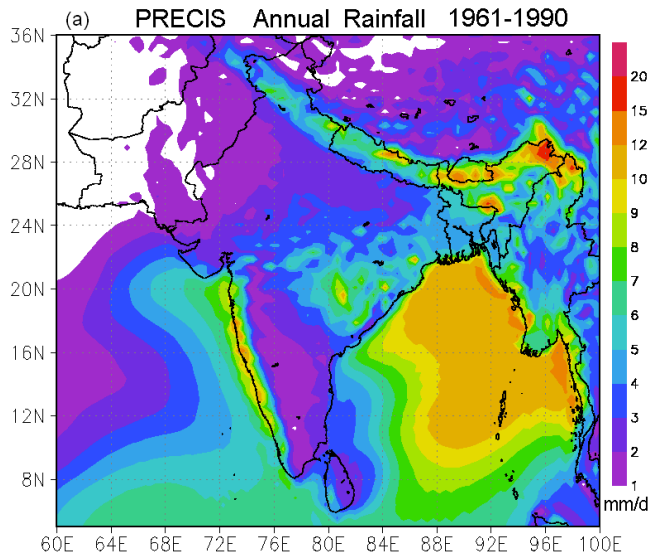 (a) PRECIS Annual Rainfall 1961-1990
36N
32N
28N
24N
20N
16N
12N
8N
60E 64E 68E 72E 76E 80E 84E 88E 92E 96E 100E
20
15
12
10
9
8
7
6
5
4
3
2
1
mm/d